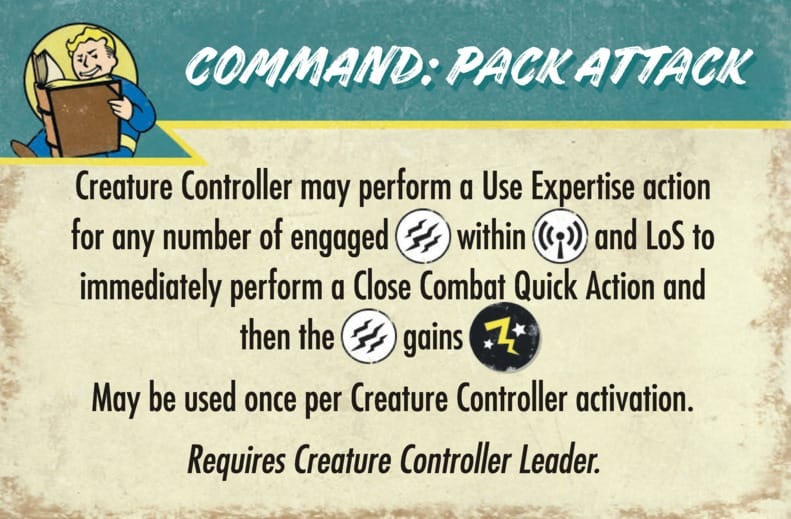 COMMAND: PACK ATTACK
Creature Controller may perform a Use Expertise action
for any number of engaged within and LoS to
immediately perform a Close Combat Quick Action and
then the gains
May be used once per Creature Controller activation.
Requires Creature Controller Leader.